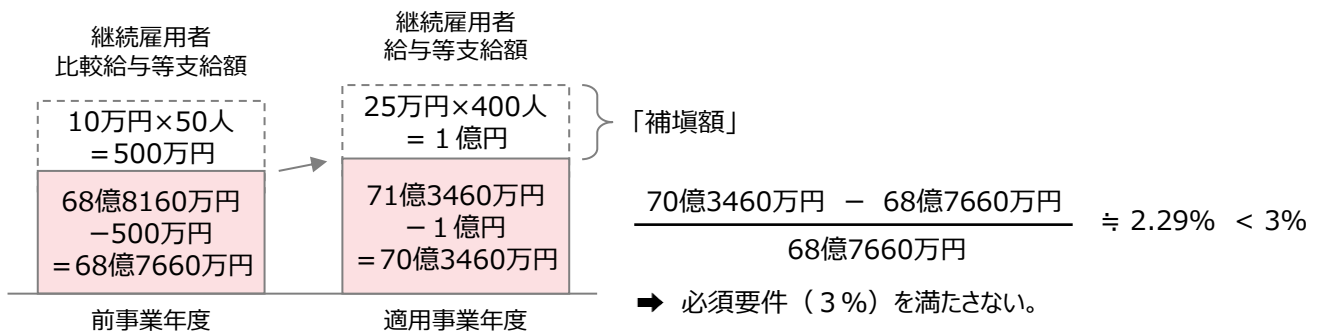 継続雇用者
比較給与等支給額
10万円×50人
＝500万円
68億8160万円
－500万円
＝68億7660万円
前事業年度
継続雇用者
給与等支給額
25万円×400人
＝１億円
71億3460万円
－１億円
＝70億3460万円
適用事業年度
「補塡額」
70億3460万円 － 68億7660万円
68億7660万円
≒ 2.29% ＜ 3%
➡ 必須要件（３%）を満たさない。